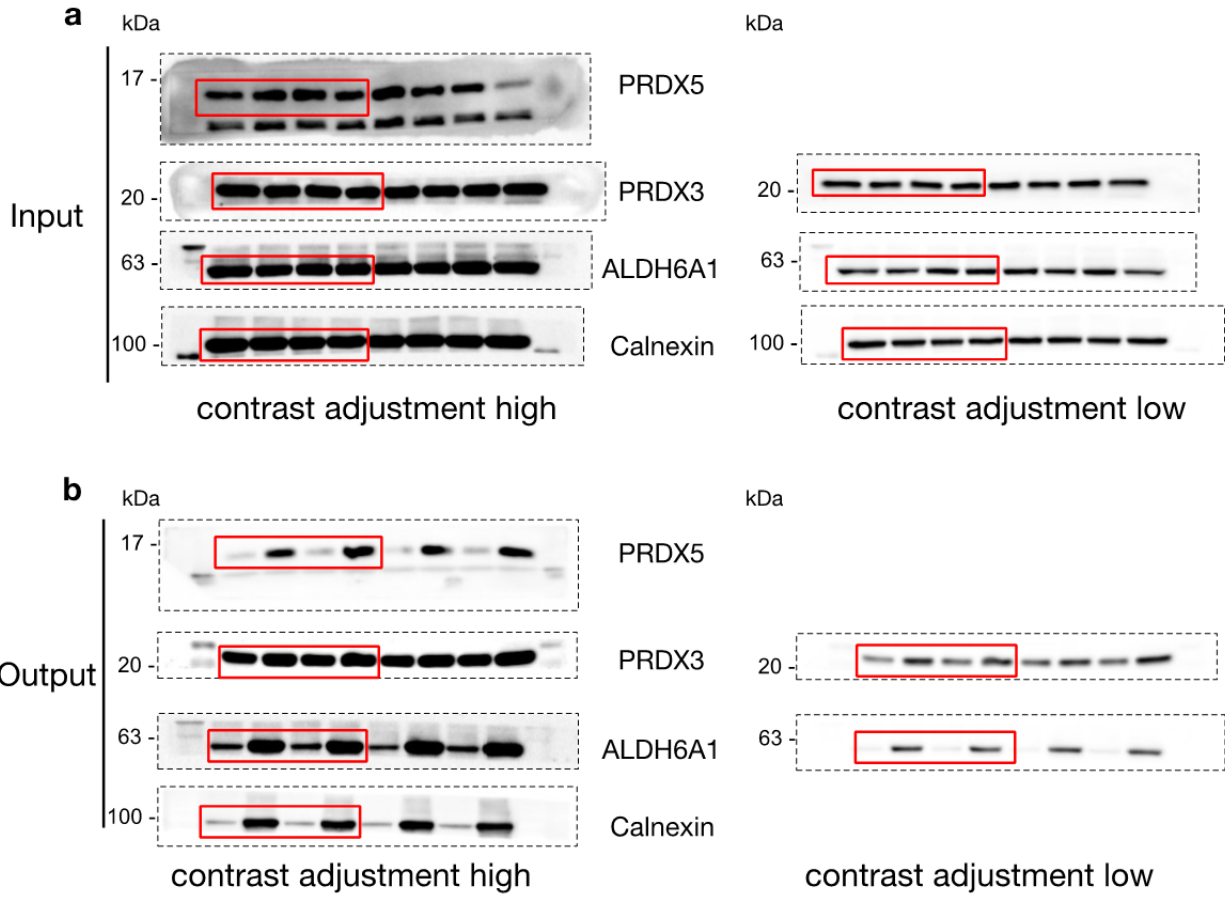 a
kDa
kDa
17 -
PRDX5
20 -
PRDX3
20 -
Input
63 -
ALDH6A1
63 -
100 -
Calnexin
100 -
contrast adjustment high
contrast adjustment low
b
kDa
kDa
17 -
PRDX5
20 -
PRDX3
20 -
Output
63 -
ALDH6A1
63 -
100 -
Calnexin
contrast adjustment high
contrast adjustment low